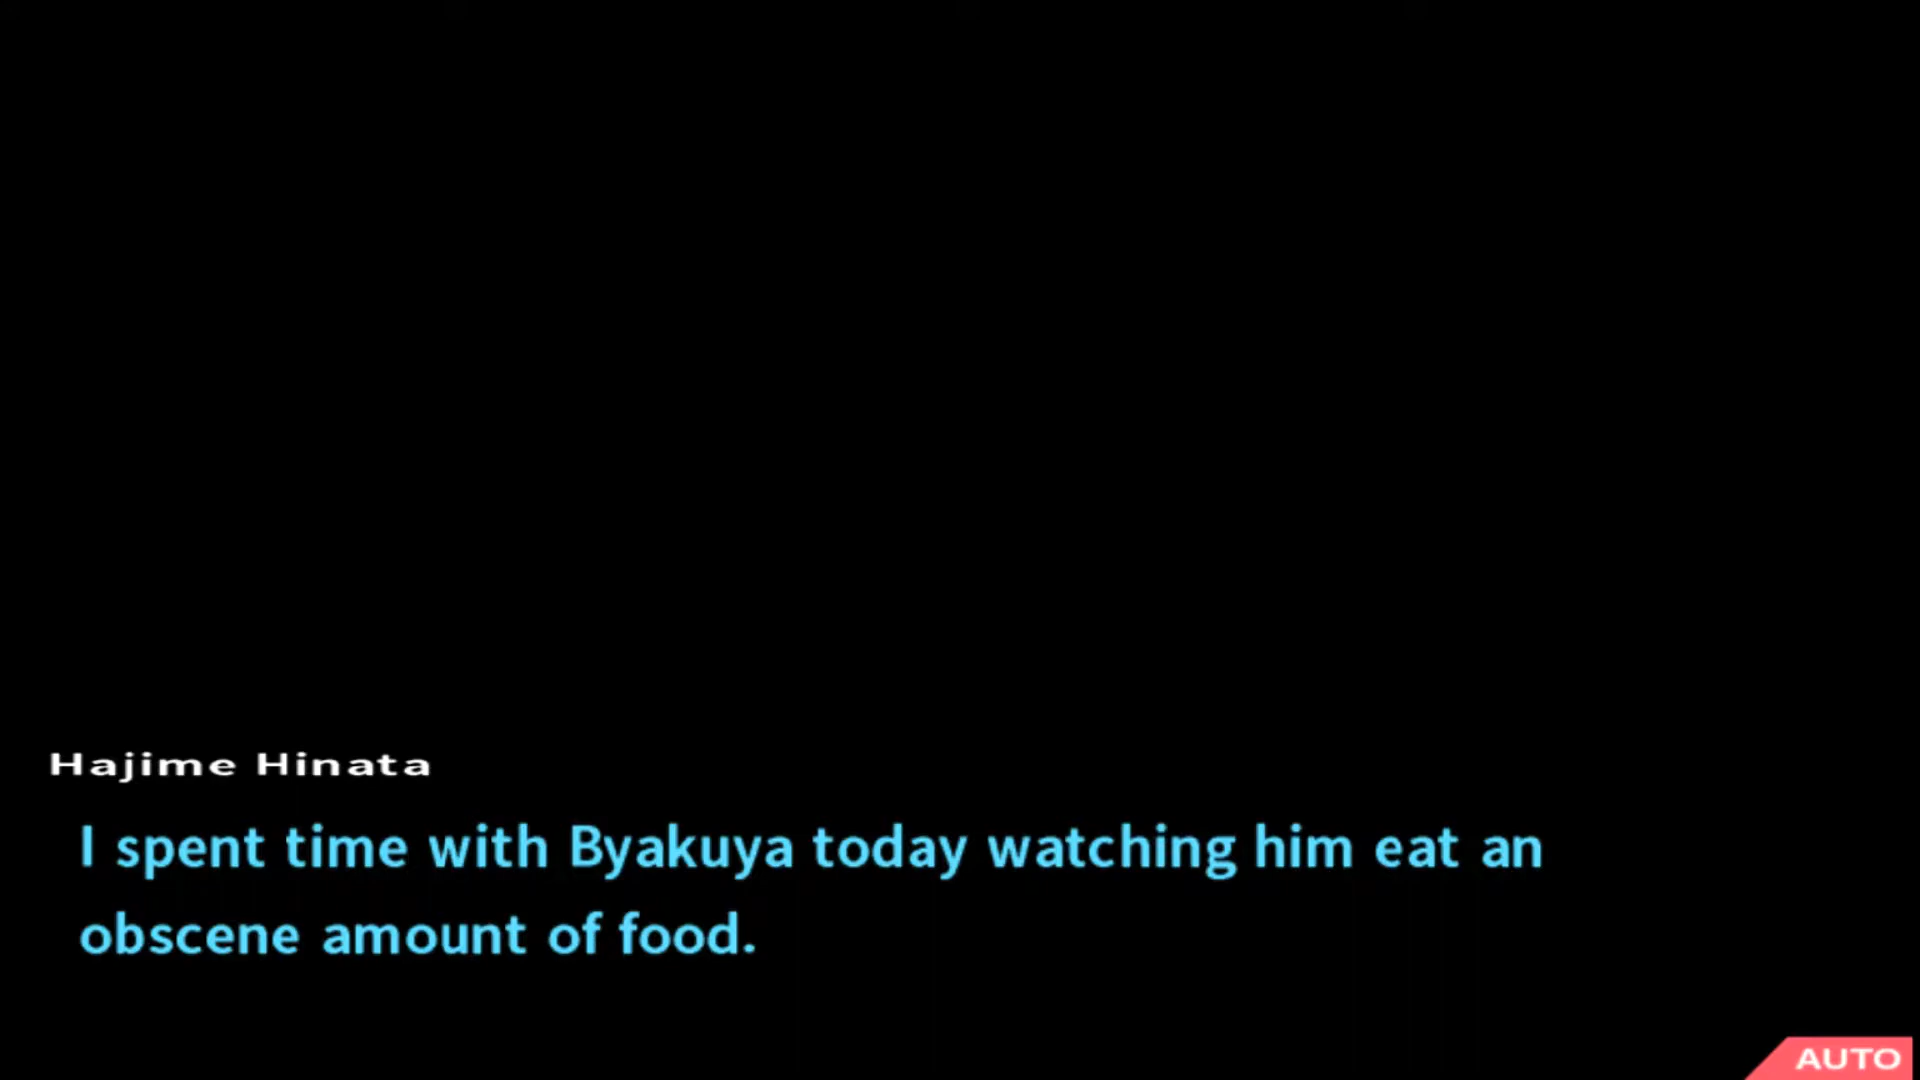 Hajime Hinata
I spent time with Byakuya today watching him eat an
obscene amount of food.
AUTO